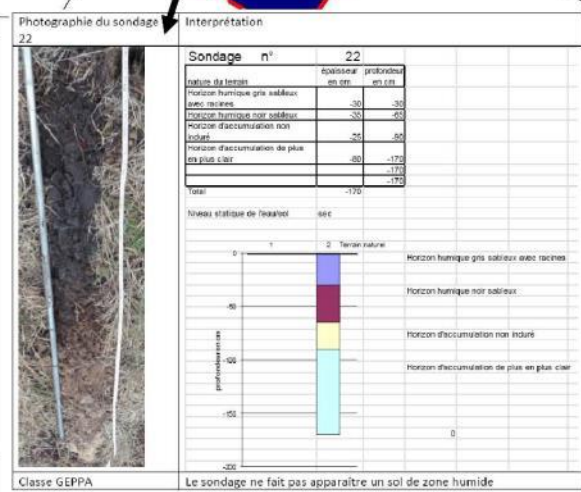 Photographie du sondage 22
Interprétation
Sondage n° 22
nature du terrain
épaisseur en cm
profondeur en cm
Horizon humique gris sableux avec racines -30 -30
Horizon humique noir sableux -35 -65
Horizon d'accumulation non induré -25 -90
Horizon d'accumulation de plus en plus clair -80 -170
-170
-170
Total -170
Niveau statique de l'eau/sol sec
1 2 Terrain naturel
0
-50
-100
-150
-200
profondeur en cm
Horizon humique gris sableux avec racines
Horizon humique noir sableux
Horizon d'accumulation non induré
Horizon d'accumulation de plus en plus clair
0
Classe GEPPA
Le sondage ne fait pas apparaître un sol de zone humide